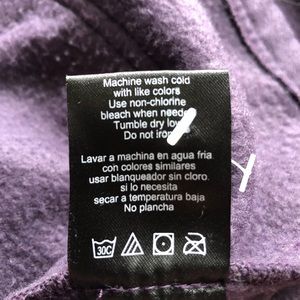 Machine wash cold
with like colors
Use non-chlorine
bleach when
Tumble dry low
Do not iron
Lavar a machina en agua fria
con colores similares
usar blanqueador sin cloro.
si lo necesita
secar a temperatura baja
No plancha
30C